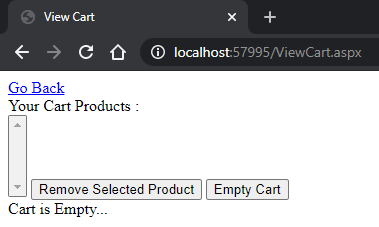 View Cart
localhost:57995/ViewCart.aspx
Go Back
Your Cart Products :
Remove Selected Product Empty Cart
Cart is Empty...